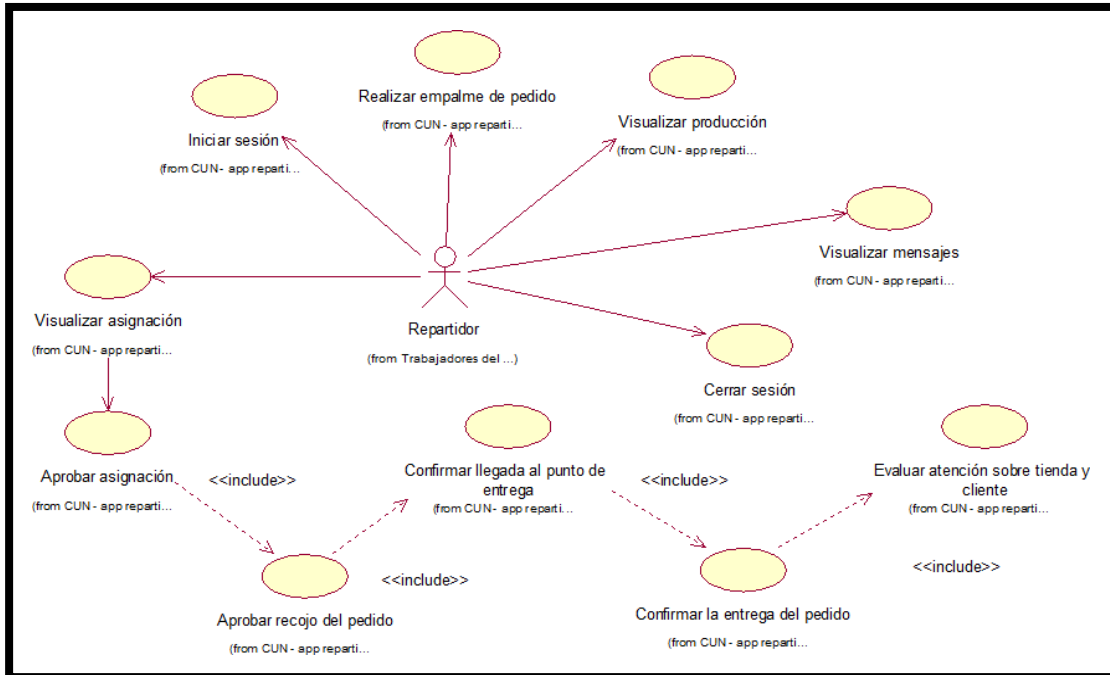 Realizar empalme de pedido
(from CUN - app reparti...
Iniciar sesión
(from CUN - app reparti...
Visualizar producción
(from CUN - app reparti...
Visualizar mensajes
(from CUN - app reparti...
Visualizar asignación
(from CUN - app reparti...
Repartidor
(from Trabajadores del ...)
Cerrar sesión
(from CUN - app reparti...
Aprobar asignación
(from CUN - app reparti...
<<include>>
Confirmar llegada al punto de
entrega
(from CUN - app reparti...
<<include>>
Evaluar atención sobre tienda y
cliente
(from CUN - app reparti...
<<include>>
<<include>>
Aprobar recojo del pedido
(from CUN - app reparti...
Confirmar la entrega del pedido
(from CUN - app reparti...